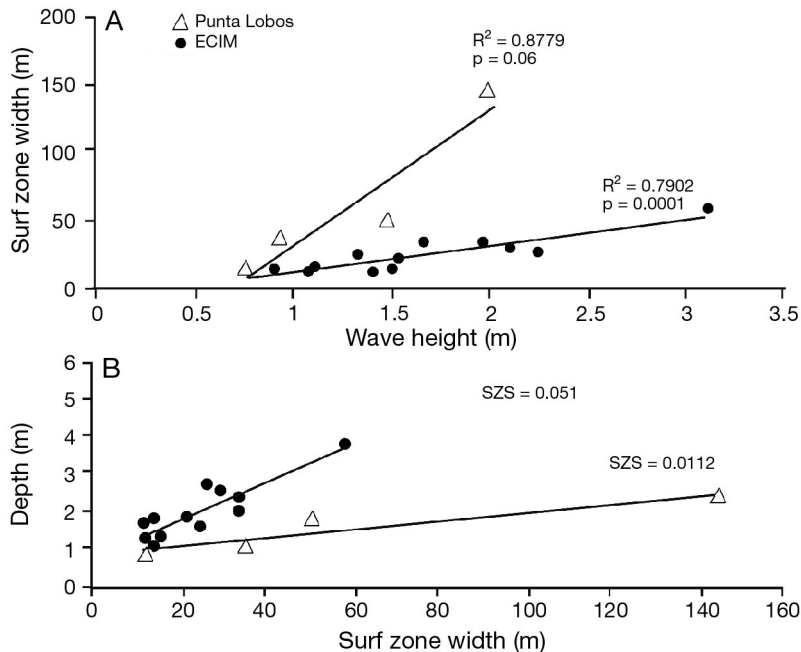 A
Punta Lobos
ECIM
R² = 0.8779
p = 0.06
R² = 0.7902
p = 0.0001
Surf zone width (m)
200
150
100
50
0
0 0.5 1 1.5 2 2.5 3 3.5
Wave height (m)
B
SZS = 0.051
SZS = 0.0112
Depth (m)
6
5
4
3
2
1
0
0 20 40 60 80 100 120 140 160
Surf zone width (m)